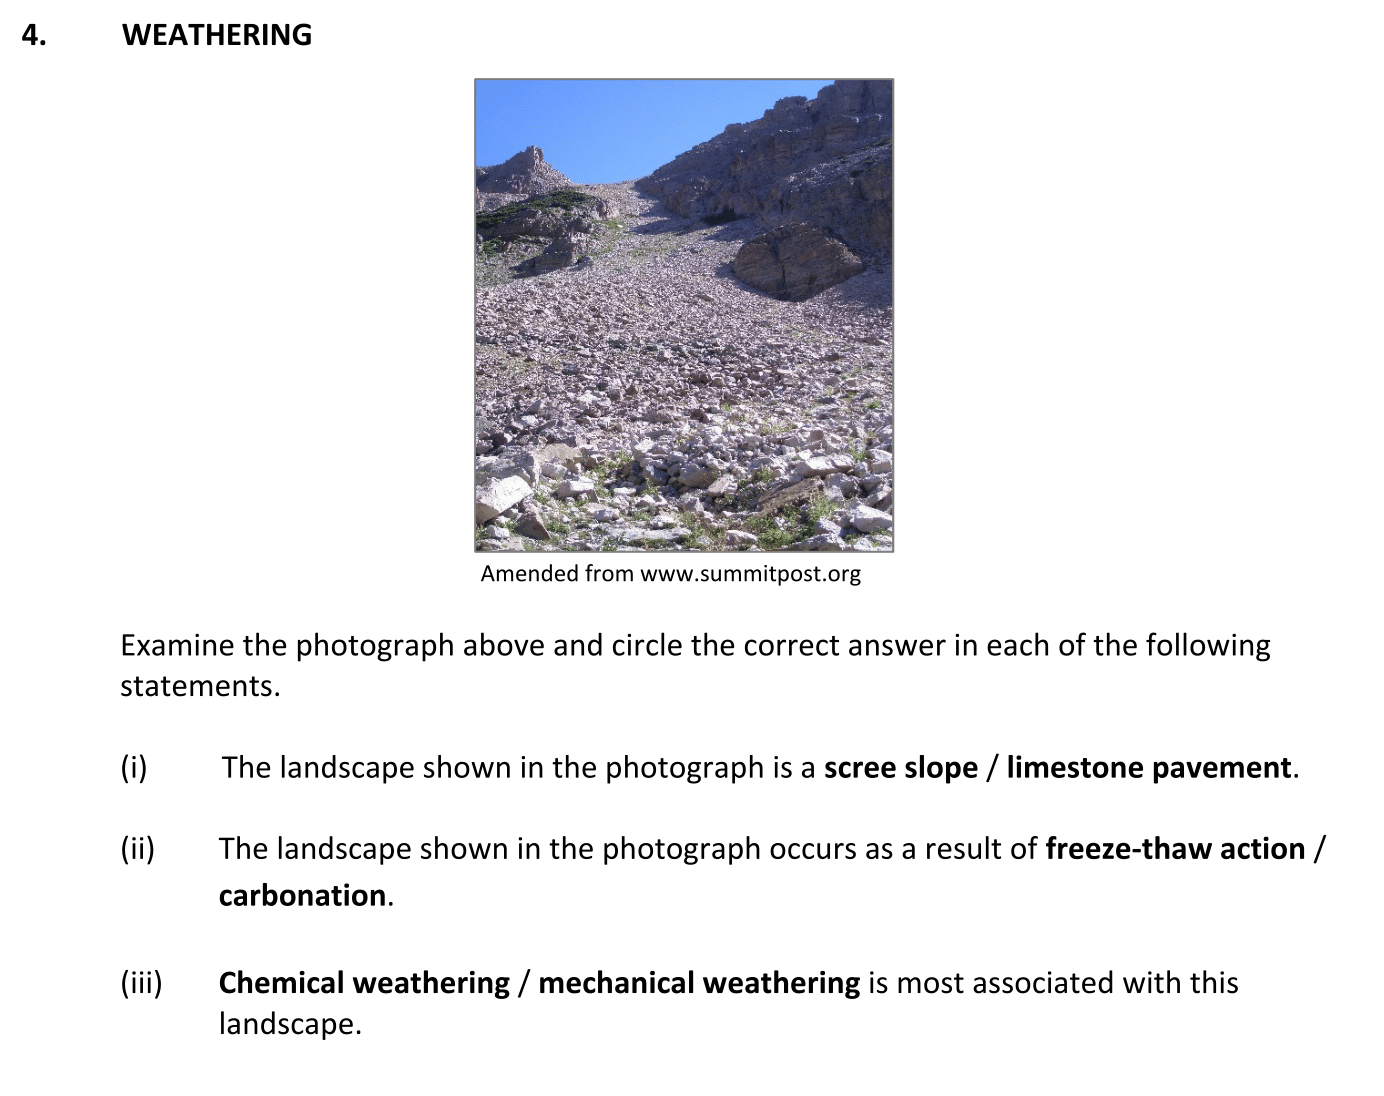 4. WEATHERING
Amended from www.summitpost.org
Examine the photograph above and circle the correct answer in each of the following
statements.
(i) The landscape shown in the photograph is a scree slope / limestone pavement.
(ii) The landscape shown in the photograph occurs as a result of freeze-thaw action /
carbonation.
(iii) Chemical weathering / mechanical weathering is most associated with this
landscape.